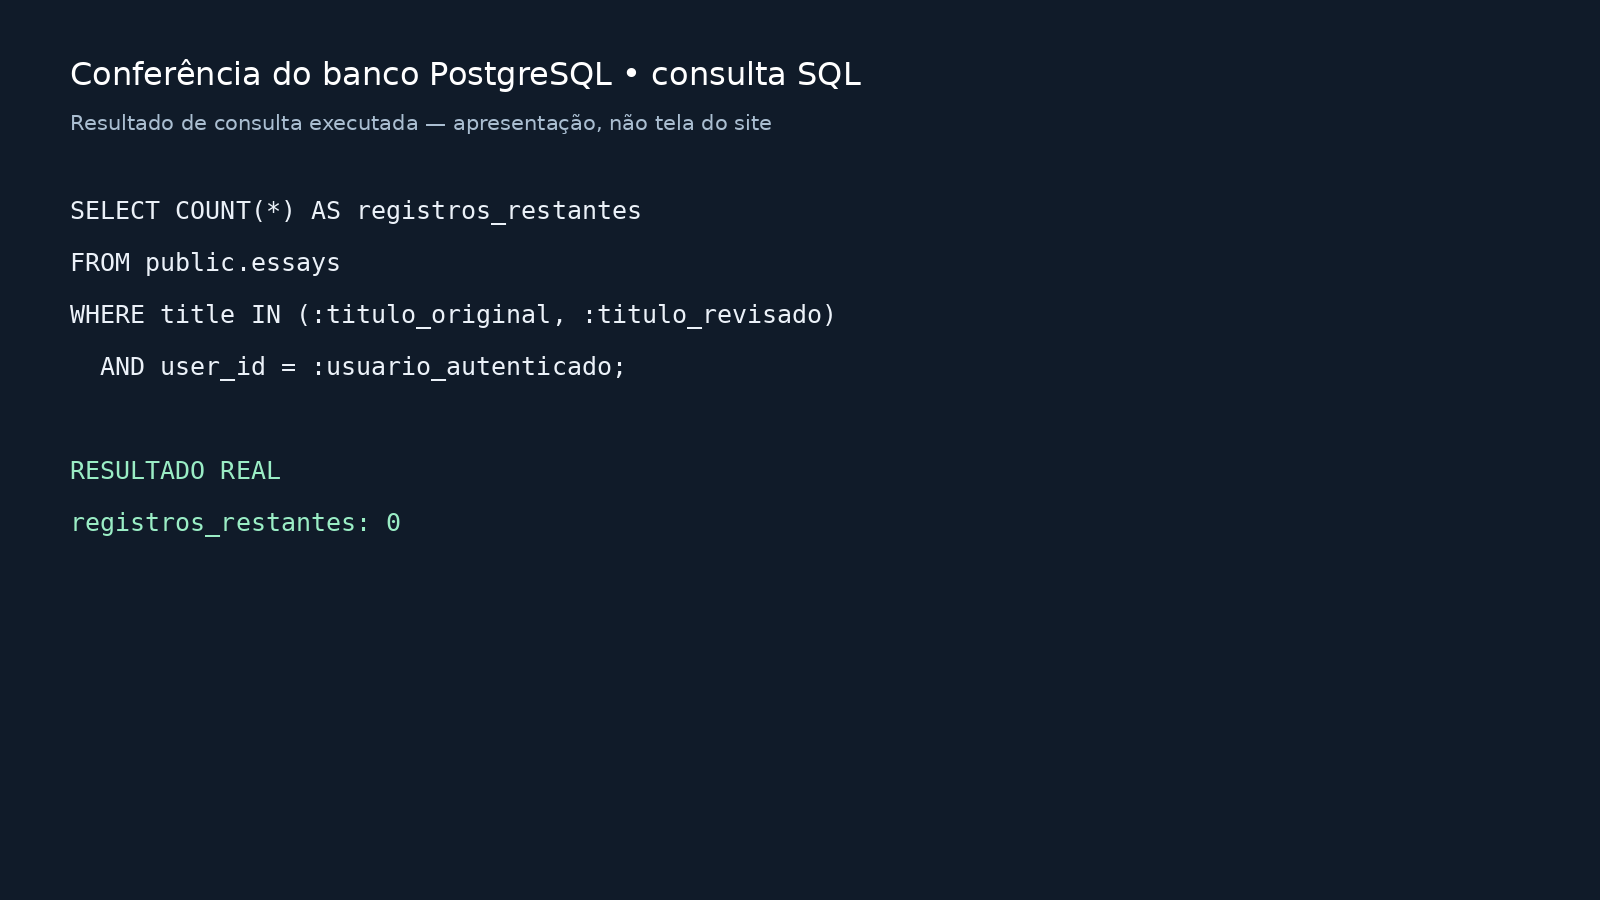 Conferência do banco PostgreSQL • consulta SQL
Resultado de consulta executada — apresentação, não tela do site
SELECT COUNT(*) AS registros_restantes
FROM public.essays
WHERE title IN (:titulo_original, :titulo_revisado)
  AND user_id = :usuario_autenticado;
RESULTADO REAL
registros_restantes: 0